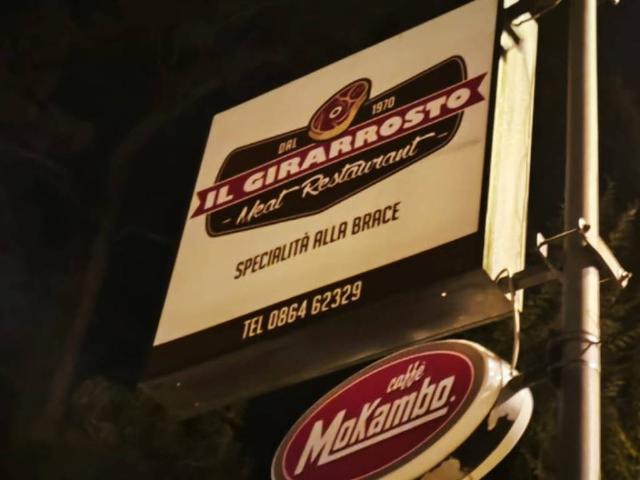 DAL 1970
IL GIRARROSTO
- Meat Restaurant -
SPECIALITÀ ALLA BRACE
TEL 0864 62329
caffè
MoKambo.